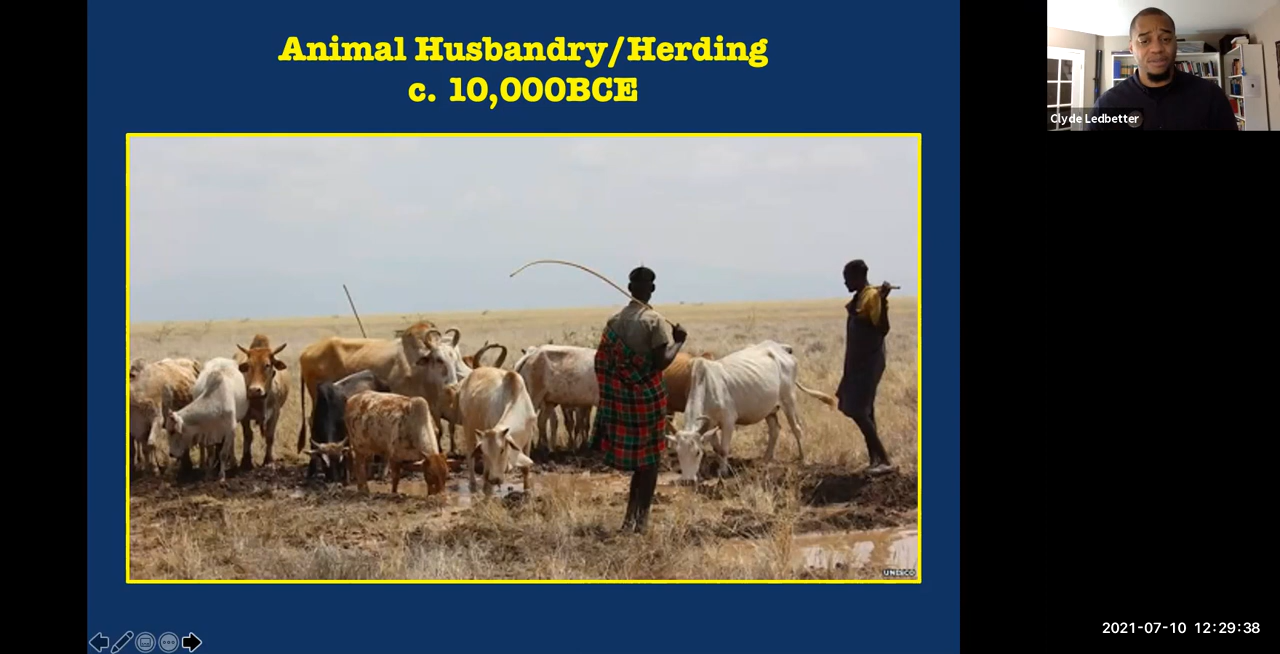 Animal Husbandry/Herding
c. 10,000BCE
Clyde Ledbetter
UNESCO
2021-07-10 12:29:38